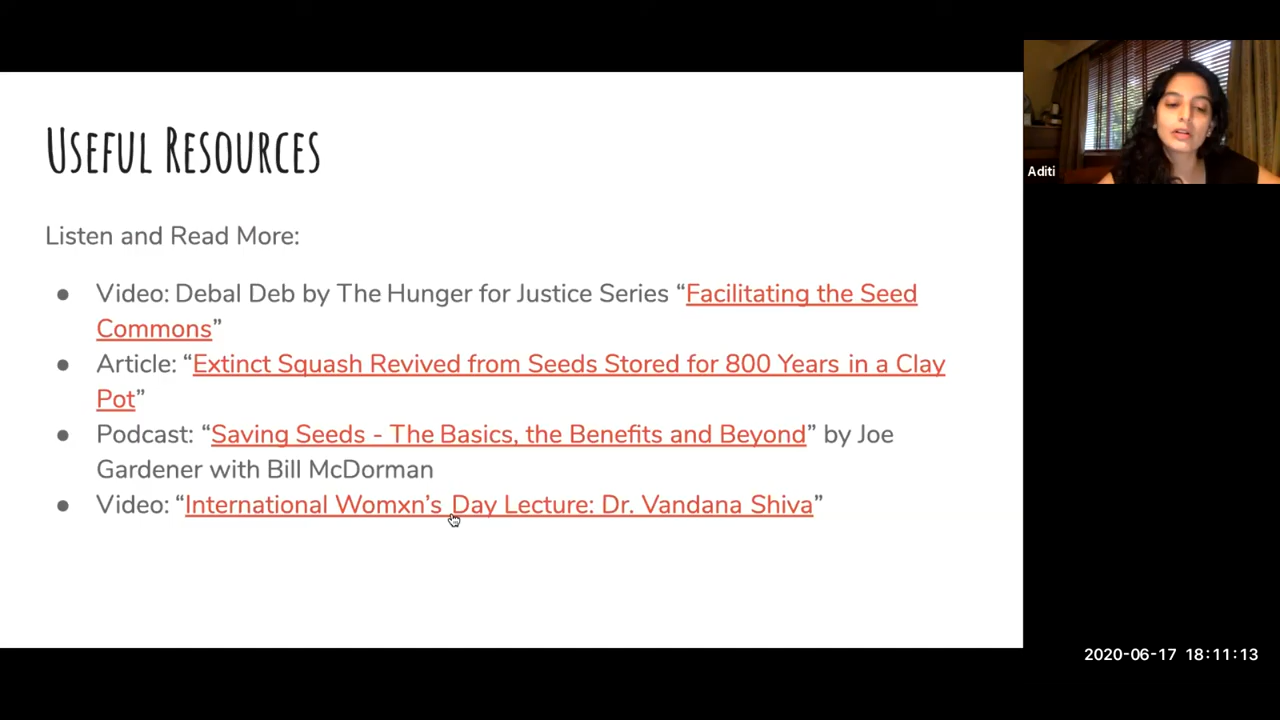 USEFUL RESOURCES
Listen and Read More:
● Video: Debal Deb by The Hunger for Justice Series “Facilitating the Seed
Commons”
● Article: “Extinct Squash Revived from Seeds Stored for 800 Years in a Clay
Pot”
● Podcast: “Saving Seeds - The Basics, the Benefits and Beyond” by Joe
Gardener with Bill McDorman
● Video: “International Womxn’s Day Lecture: Dr. Vandana Shiva”
Aditi
2020-06-17 18:11:13